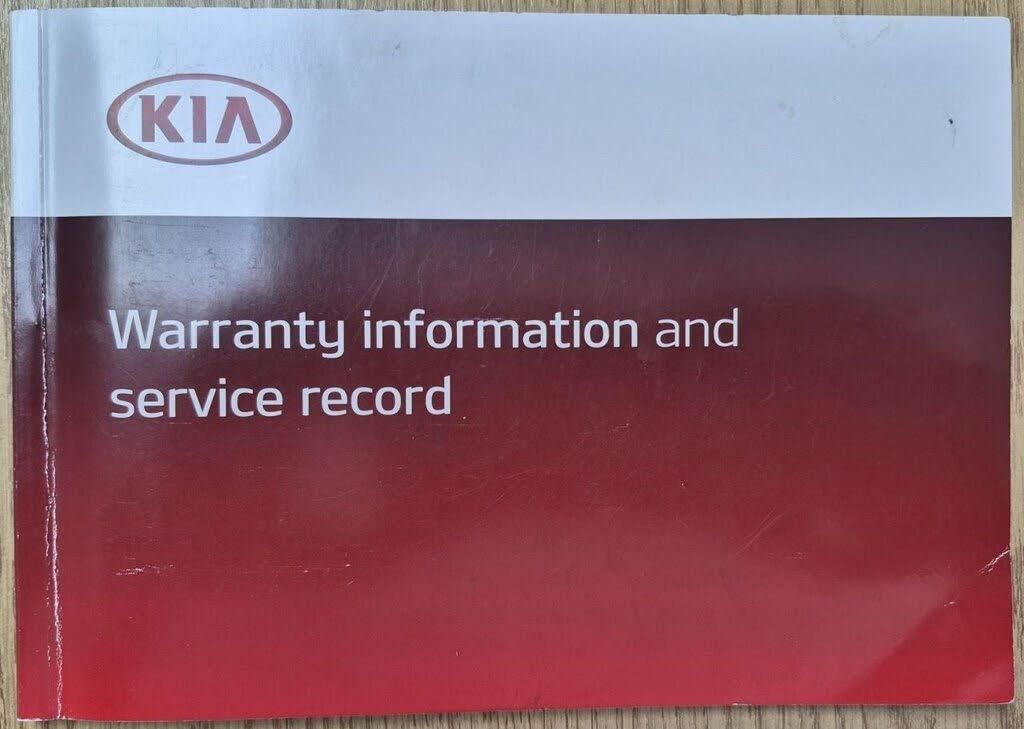 KIA
Warranty information and
service record